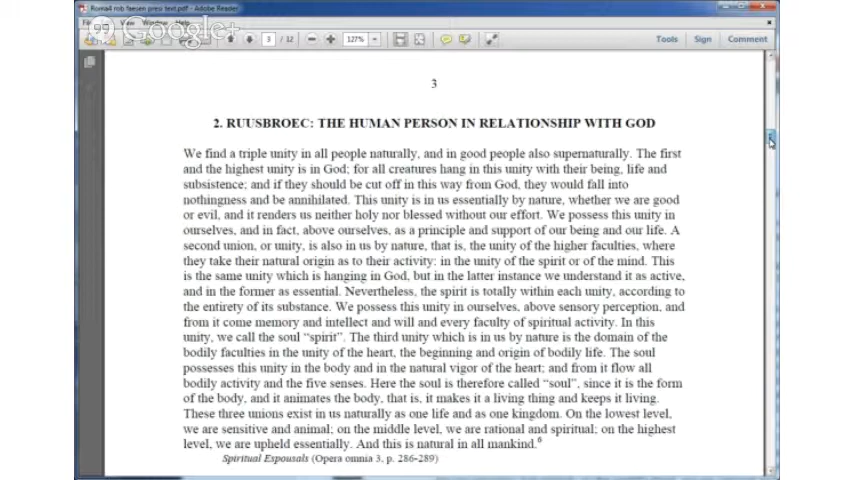 Roma4 rob faesen presi text.pdf - Adobe Reader
View Window Help
Google+
3 / 12 127% Tools Sign Comment
3
2. RUUSBROEC: THE HUMAN PERSON IN RELATIONSHIP WITH GOD
We find a triple unity in all people naturally, and in good people also supernaturally. The first
and the highest unity is in God; for all creatures hang in this unity with their being, life and
subsistence; and if they should be cut off in this way from God, they would fall into
nothingness and be annihilated. This unity is in us essentially by nature, whether we are good
or evil, and it renders us neither holy nor blessed without our effort. We possess this unity in
ourselves, and in fact, above ourselves, as a principle and support of our being and our life. A
second union, or unity, is also in us by nature, that is, the unity of the higher faculties, where
they take their natural origin as to their activity: in the unity of the spirit or of the mind. This
is the same unity which is hanging in God, but in the latter instance we understand it as active,
and in the former as essential. Nevertheless, the spirit is totally within each unity, according to
the entirety of its substance. We possess this unity in ourselves, above sensory perception, and
from it come memory and intellect and will and every faculty of spiritual activity. In this
unity, we call the soul “spirit”. The third unity which is in us by nature is the domain of the
bodily faculties in the unity of the heart, the beginning and origin of bodily life. The soul
possesses this unity in the body and in the natural vigor of the heart; and from it flow all
bodily activity and the five senses. Here the soul is therefore called “soul”, since it is the form
of the body, and it animates the body, that is, it makes it a living thing and keeps it living.
These three unions exist in us naturally as one life and as one kingdom. On the lowest level,
we are sensitive and animal; on the middle level, we are rational and spiritual; on the highest
level, we are upheld essentially. And this is natural in all mankind.⁶
Spiritual Espousals (Opera omnia 3, p. 286-289)